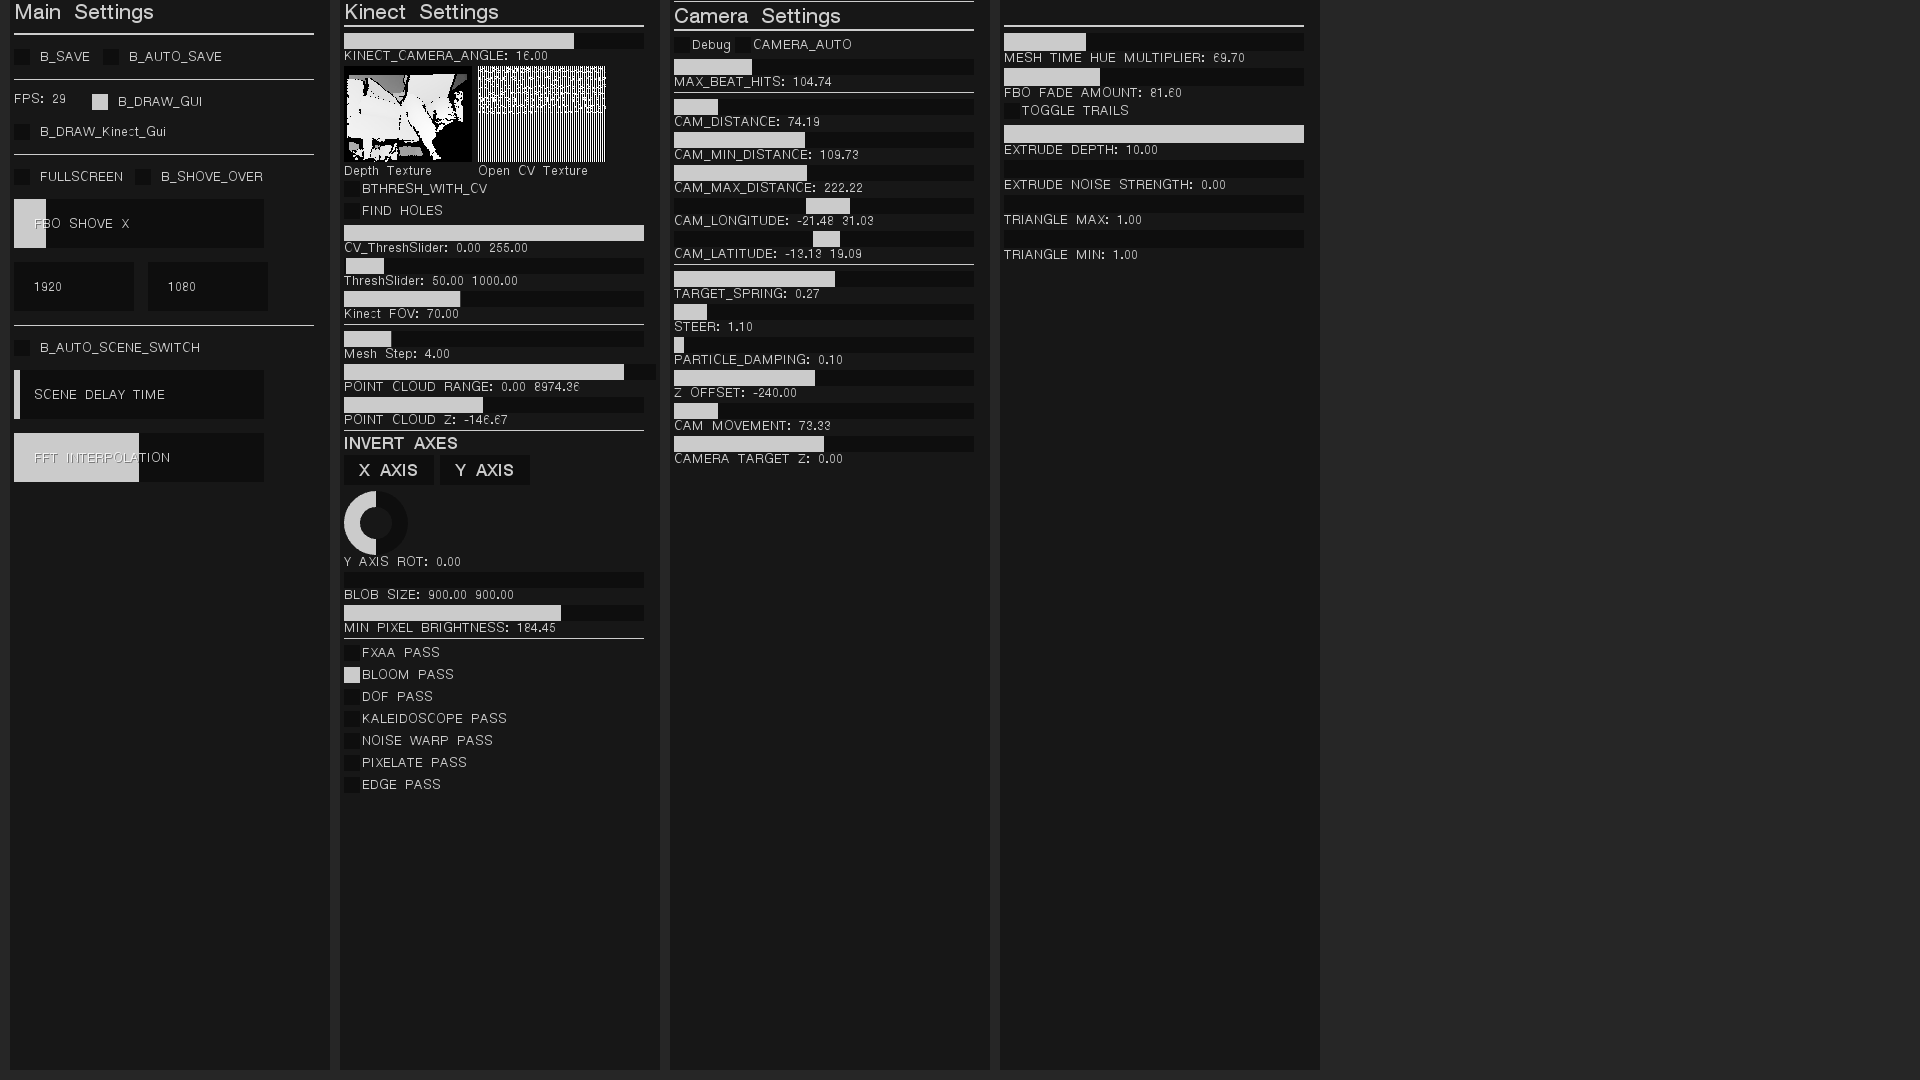 Main Settings
B_SAVE B_AUTO_SAVE
FPS: 29 B_DRAW_GUI
B_DRAW_Kinect_Gui
FULLSCREEN B_SHOVE_OVER
FBO SHOVE X
1920 1080
B_AUTO_SCENE_SWITCH
SCENE DELAY TIME
FFT INTERPOLATION
Kinect Settings
KINECT_CAMERA_ANGLE: 16.00
Depth Texture Open CV Texture
BTHRESH_WITH_CV
FIND HOLES
CV_ThreshSlider: 0.00 255.00
ThreshSlider: 50.00 1000.00
Kinect FOV: 70.00
Mesh Step: 4.00
POINT CLOUD RANGE: 0.00 8974.36
POINT CLOUD Z: -146.67
INVERT AXES
X AXIS Y AXIS
Y AXIS ROT: 0.00
BLOB SIZE: 900.00 900.00
MIN PIXEL BRIGHTNESS: 184.45
FXAA PASS
BLOOM PASS
DOF PASS
KALEIDOSCOPE PASS
NOISE WARP PASS
PIXELATE PASS
EDGE PASS
Camera Settings
Debug CAMERA_AUTO
MAX_BEAT_HITS: 104.74
CAM_DISTANCE: 74.19
CAM_MIN_DISTANCE: 109.73
CAM_MAX_DISTANCE: 222.22
CAM_LONGITUDE: -21.48 31.03
CAM_LATITUDE: -13.13 19.09
TARGET_SPRING: 0.27
STEER: 1.10
PARTICLE_DAMPING: 0.10
Z OFFSET: -240.00
CAM MOVEMENT: 73.33
CAMERA TARGET Z: 0.00
MESH TIME HUE MULTIPLIER: 69.70
FBO FADE AMOUNT: 81.60
TOGGLE TRAILS
EXTRUDE DEPTH: 10.00
EXTRUDE NOISE STRENGTH: 0.00
TRIANGLE MAX: 1.00
TRIANGLE MIN: 1.00